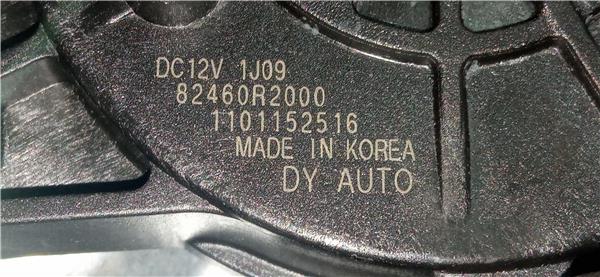 DC12V 1J09
82460R2000
1101152516
MADE IN KOREA
DY AUTO